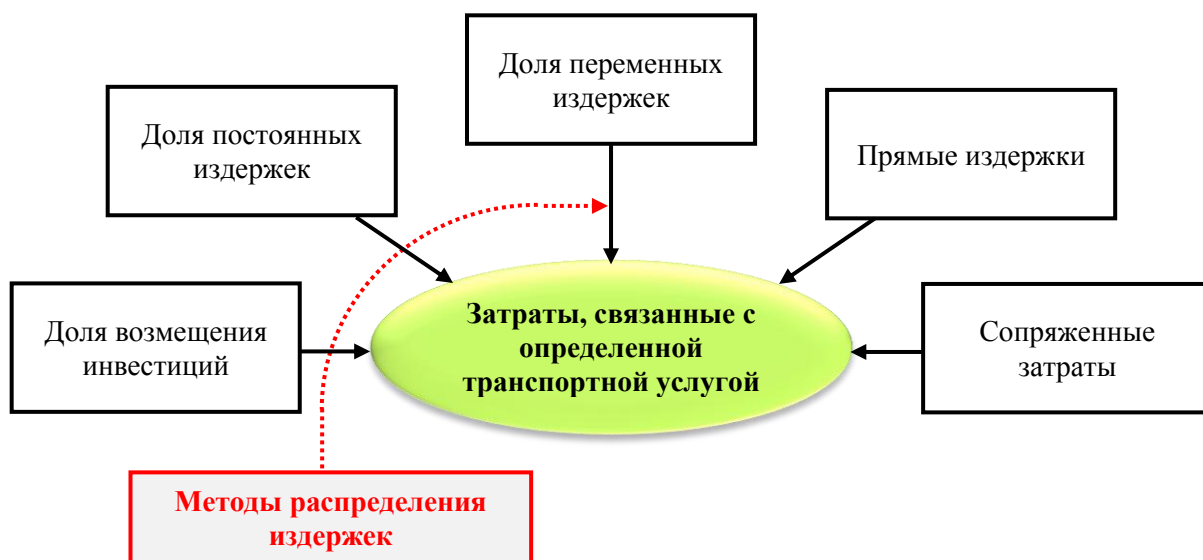 Доля переменных
издержек
Доля постоянных
издержек
Прямые издержки
Доля возмещения
инвестиций
Затраты, связанные с
определенной
транспортной услугой
Сопряженные
затраты
Методы распределения
издержек